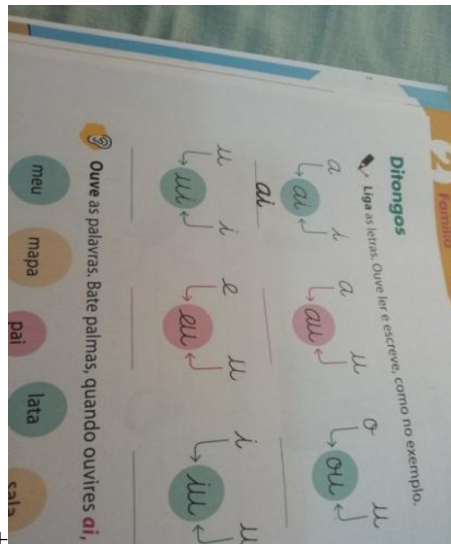 2 Família
Ditongos
Liga as letras. Ouve ler e escreve, como no exemplo.
a i a u o u
ai au ou
ai
u i e u i u
ui eu iu
Ouve as palavras. Bate palmas, quando ouvires ai,
meu mapa pai lata sala